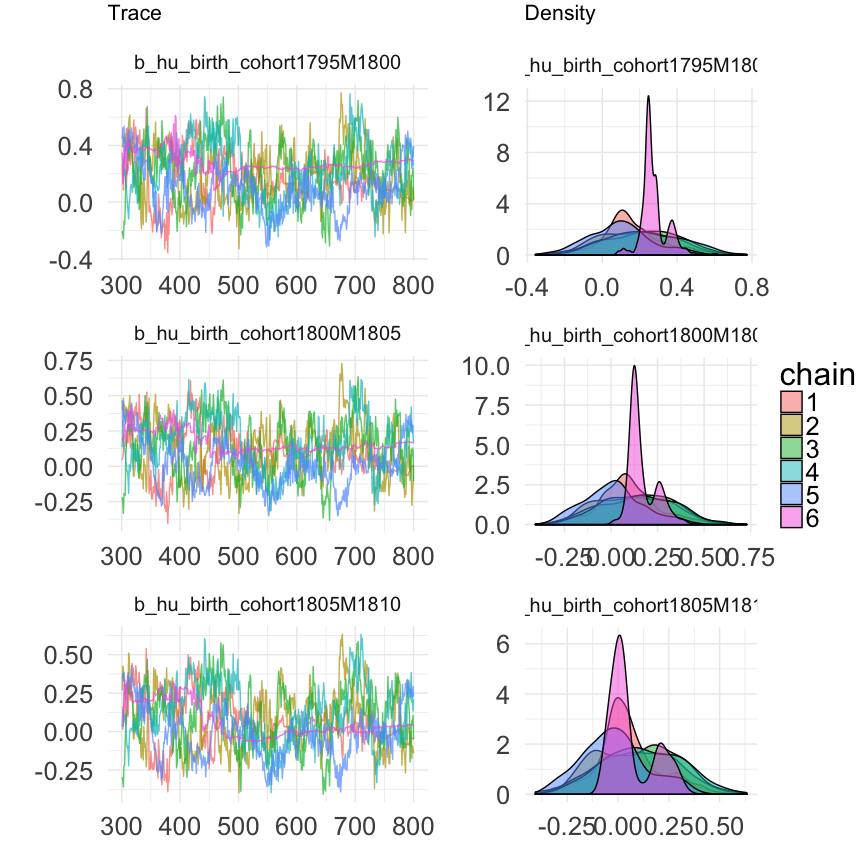 Trace
Density
b_hu_birth_cohort1795M1800
_hu_birth_cohort1795M180
0.8
0.4
0.0
-0.4
300 400 500 600 700 800
12
8
4
0
-0.4 0.0 0.4 0.8
b_hu_birth_cohort1800M1805
_hu_birth_cohort1800M180
0.75
0.50
0.25
0.00
-0.25
300 400 500 600 700 800
10.0
7.5
5.0
2.5
0.0
-0.25 0.00 0.25 0.50 0.75
chain
1
2
3
4
5
6
b_hu_birth_cohort1805M1810
_hu_birth_cohort1805M181
0.50
0.25
0.00
-0.25
300 400 500 600 700 800
6
4
2
0
-0.25 0.00 0.25 0.50